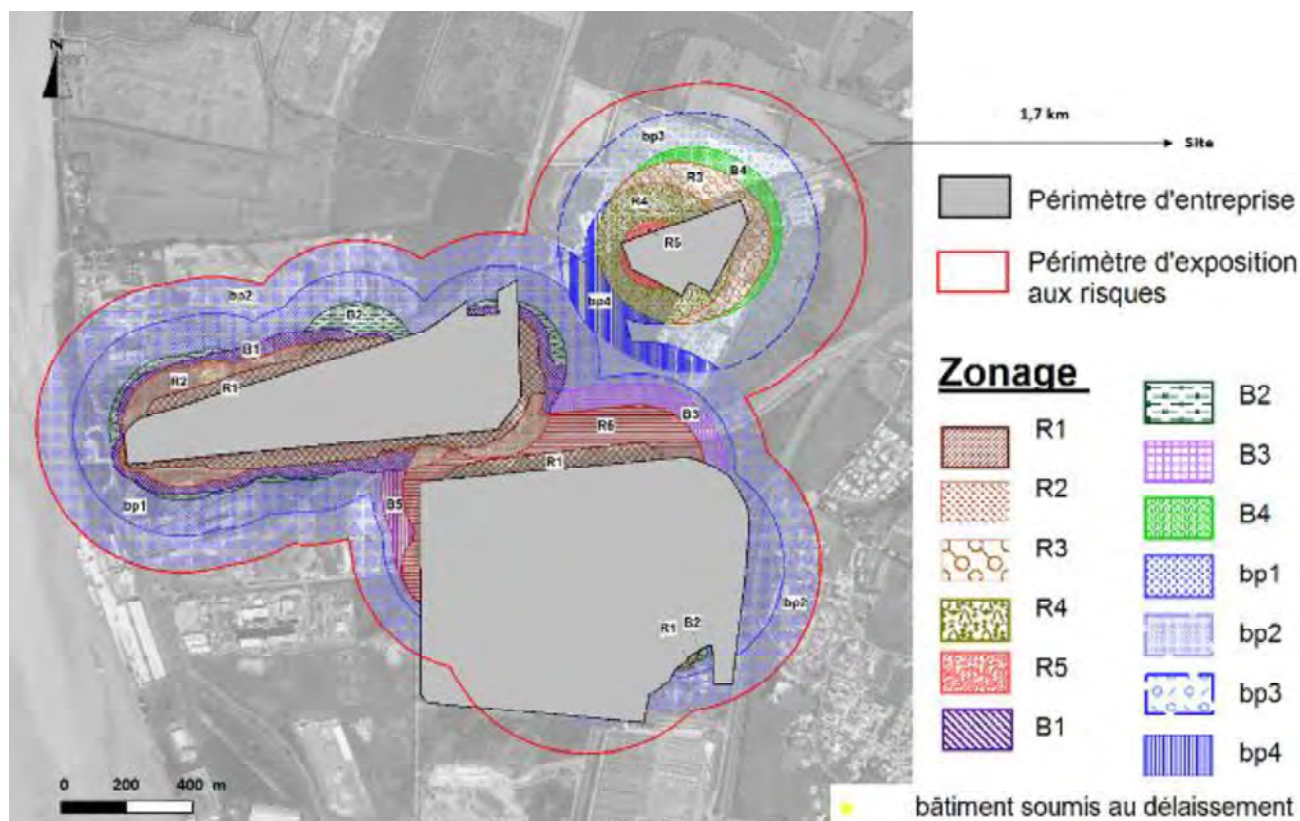 N
bp3
B4
R3
R4
R5
bp4
bp2
B2
B1
R2
R1
B3
R6
R1
B5
bp1
bp2
R1 B2
0 200 400 m
1,7 km
Site
Périmètre d'entreprise
Périmètre d'exposition
aux risques
Zonage
R1
R2
R3
R4
R5
B1
B2
B3
B4
bp1
bp2
bp3
bp4
bâtiment soumis au délaissement